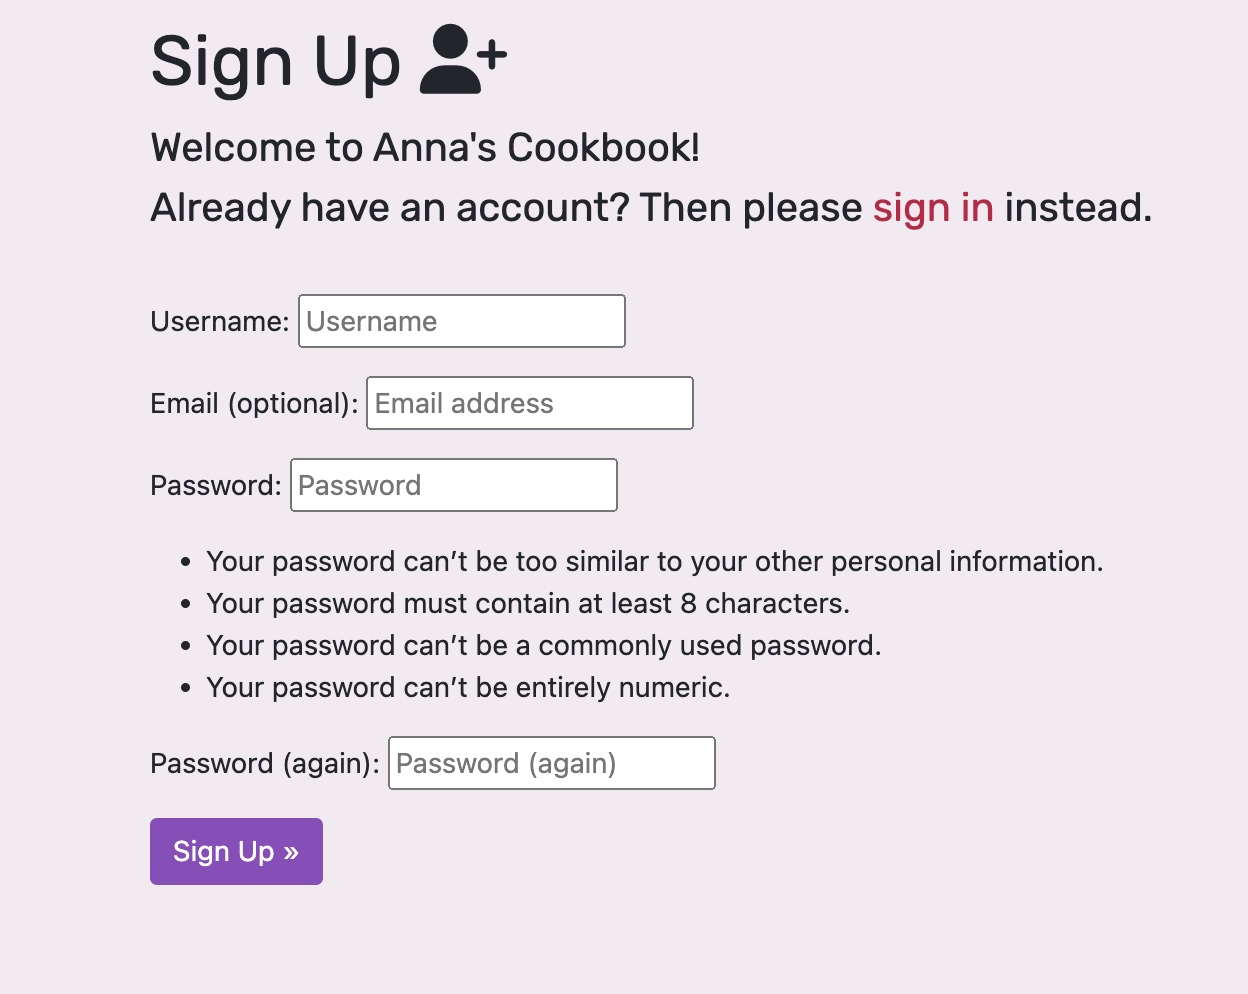 Sign Up
Welcome to Anna's Cookbook!
Already have an account? Then please sign in instead.
Username: Username
Email (optional): Email address
Password: Password
• Your password can’t be too similar to your other personal information.
• Your password must contain at least 8 characters.
• Your password can’t be a commonly used password.
• Your password can’t be entirely numeric.
Password (again): Password (again)
Sign Up »